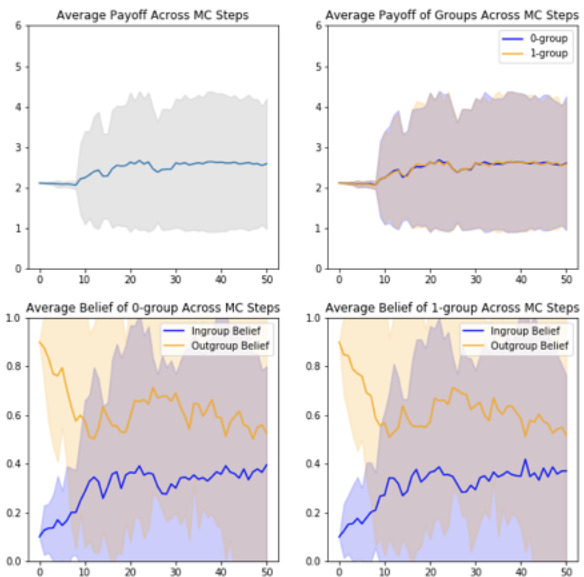 Average Payoff Across MC Steps
6
5
4
3
2
1
0
0 10 20 30 40 50
Average Payoff of Groups Across MC Steps
0-group
1-group
6
5
4
3
2
1
0
0 10 20 30 40 50
Average Belief of 0-group Across MC Steps
Ingroup Belief
Outgroup Belief
1.0
0.8
0.6
0.4
0.2
0.0
0 10 20 30 40 50
Average Belief of 1-group Across MC Steps
Ingroup Belief
Outgroup Belief
1.0
0.8
0.6
0.4
0.2
0.0
0 10 20 30 40 50